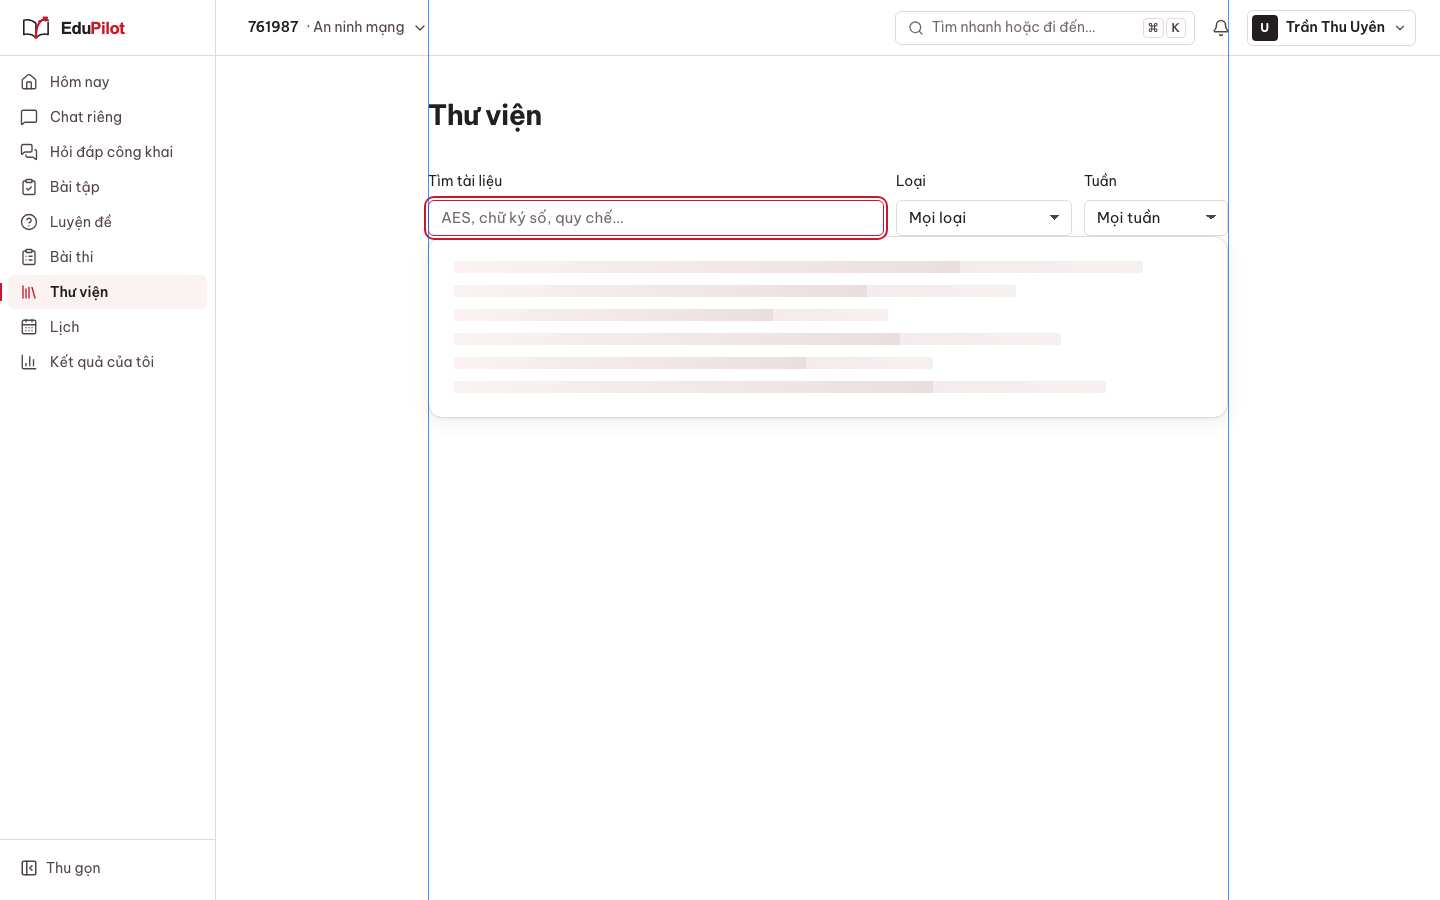 EduPilot
761987 · An ninh mạng
Tìm nhanh hoặc đi đến...
⌘ K
U
Trần Thu Uyên
Hôm nay
Chat riêng
Hỏi đáp công khai
Bài tập
Luyện đề
Bài thi
Thư viện
Lịch
Kết quả của tôi
Thu gọn
Thư viện
Tìm tài liệu
Loại
Tuần
AES, chữ ký số, quy chế...
Mọi loại
Mọi tuần